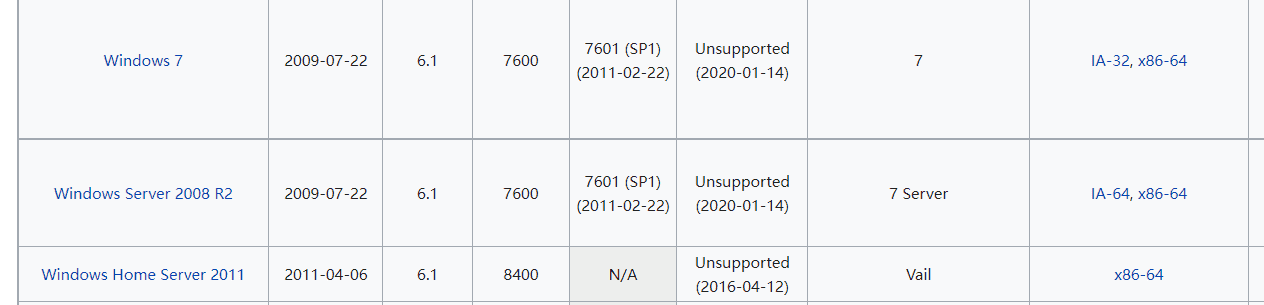 Windows 7 2009-07-22 6.1 7600 7601 (SP1) (2011-02-22) Unsupported (2020-01-14) 7 IA-32, x86-64
Windows Server 2008 R2 2009-07-22 6.1 7600 7601 (SP1) (2011-02-22) Unsupported (2020-01-14) 7 Server IA-64, x86-64
Windows Home Server 2011 2011-04-06 6.1 8400 N/A Unsupported (2016-04-12) Vail x86-64